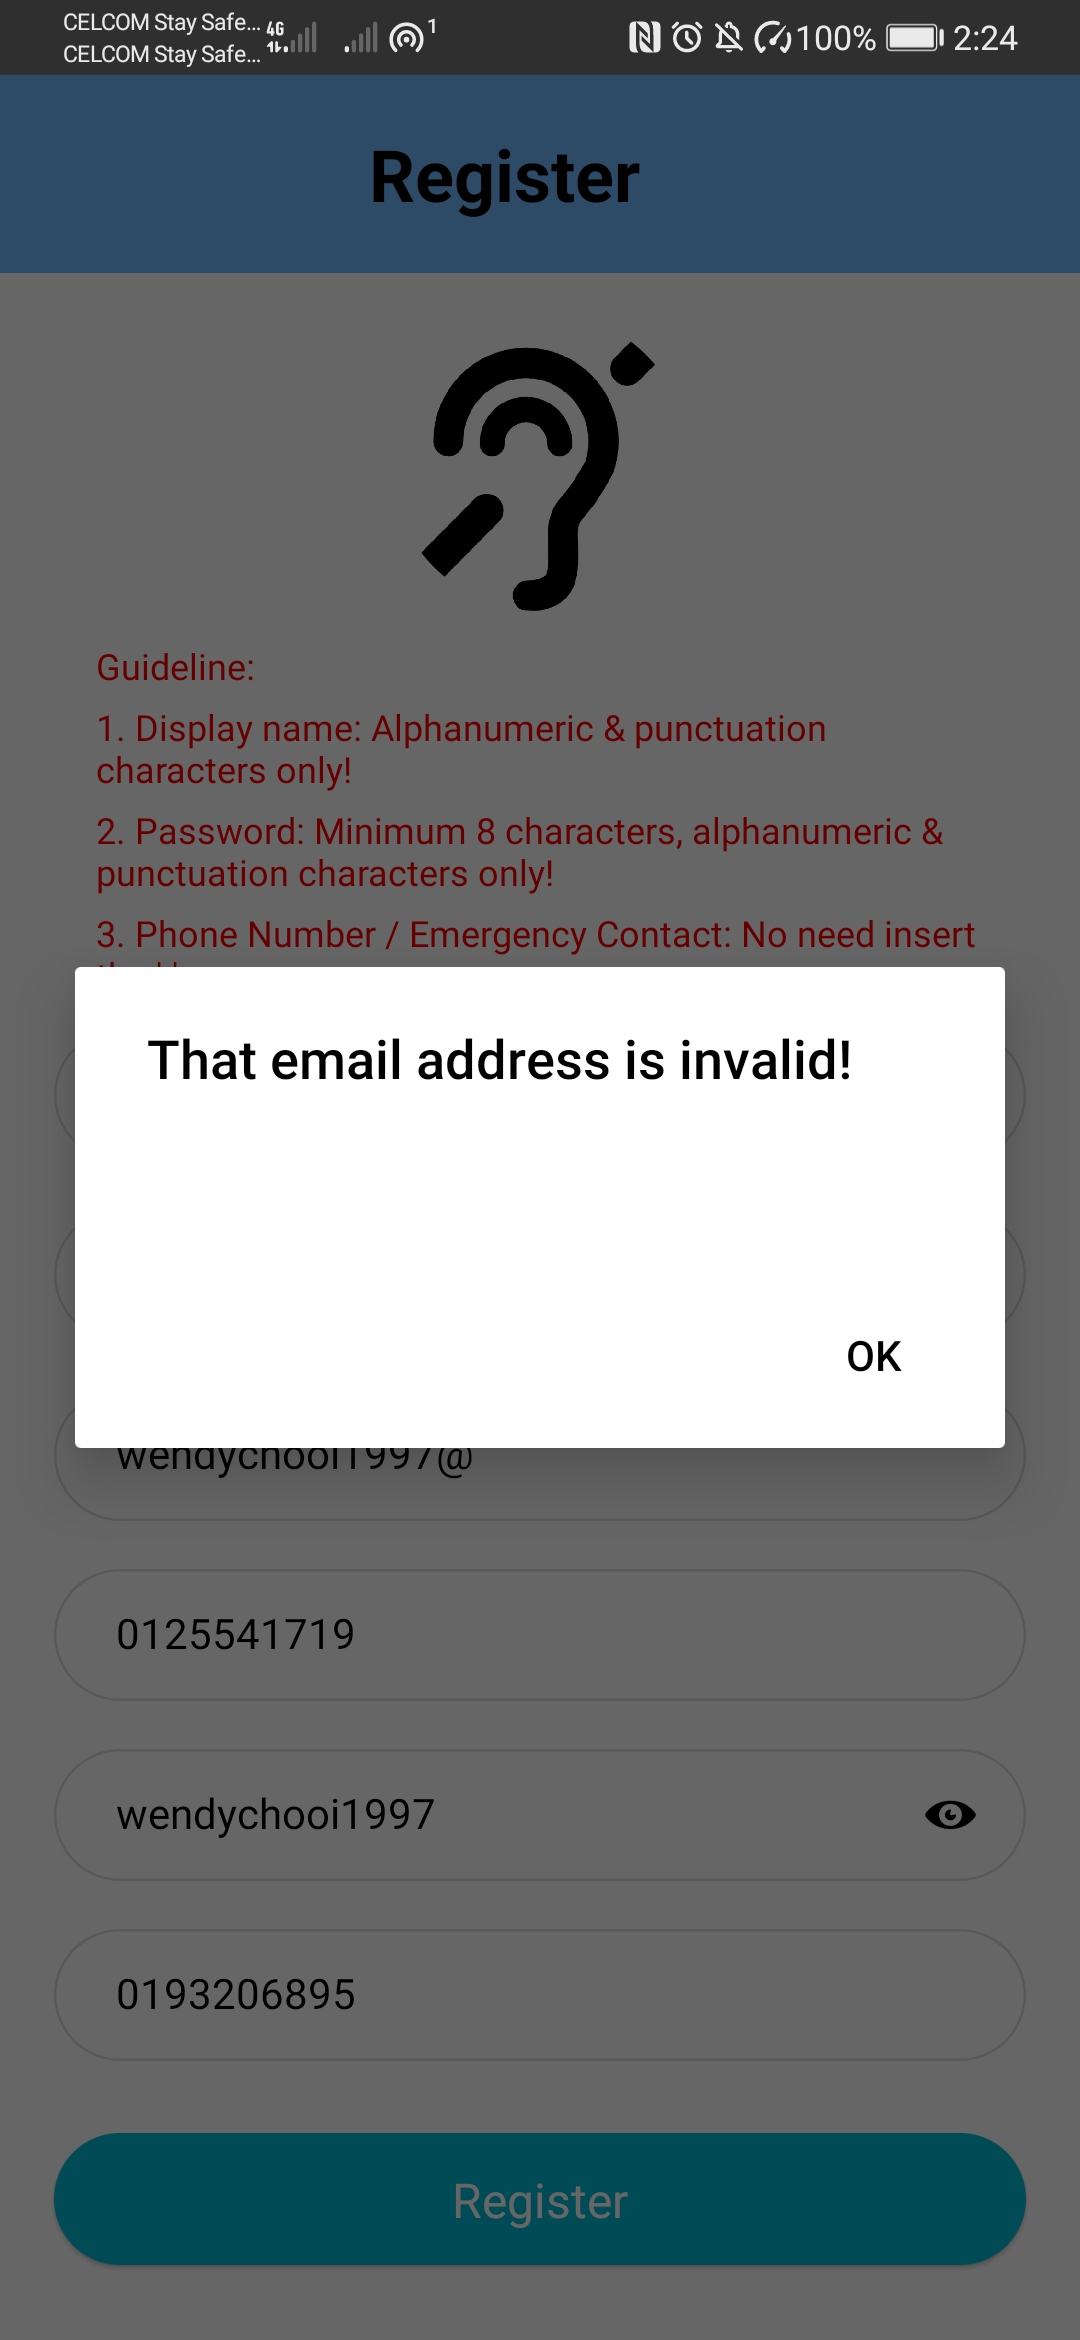 CELCOM Stay Safe... 4G 1 100% 2:24
CELCOM Stay Safe...
Register
Guideline:
1. Display name: Alphanumeric & punctuation
characters only!
2. Password: Minimum 8 characters, alphanumeric &
punctuation characters only!
3. Phone Number / Emergency Contact: No need insert
That email address is invalid!
OK
wendychooi1997@
0125541719
wendychooi1997
0193206895
Register